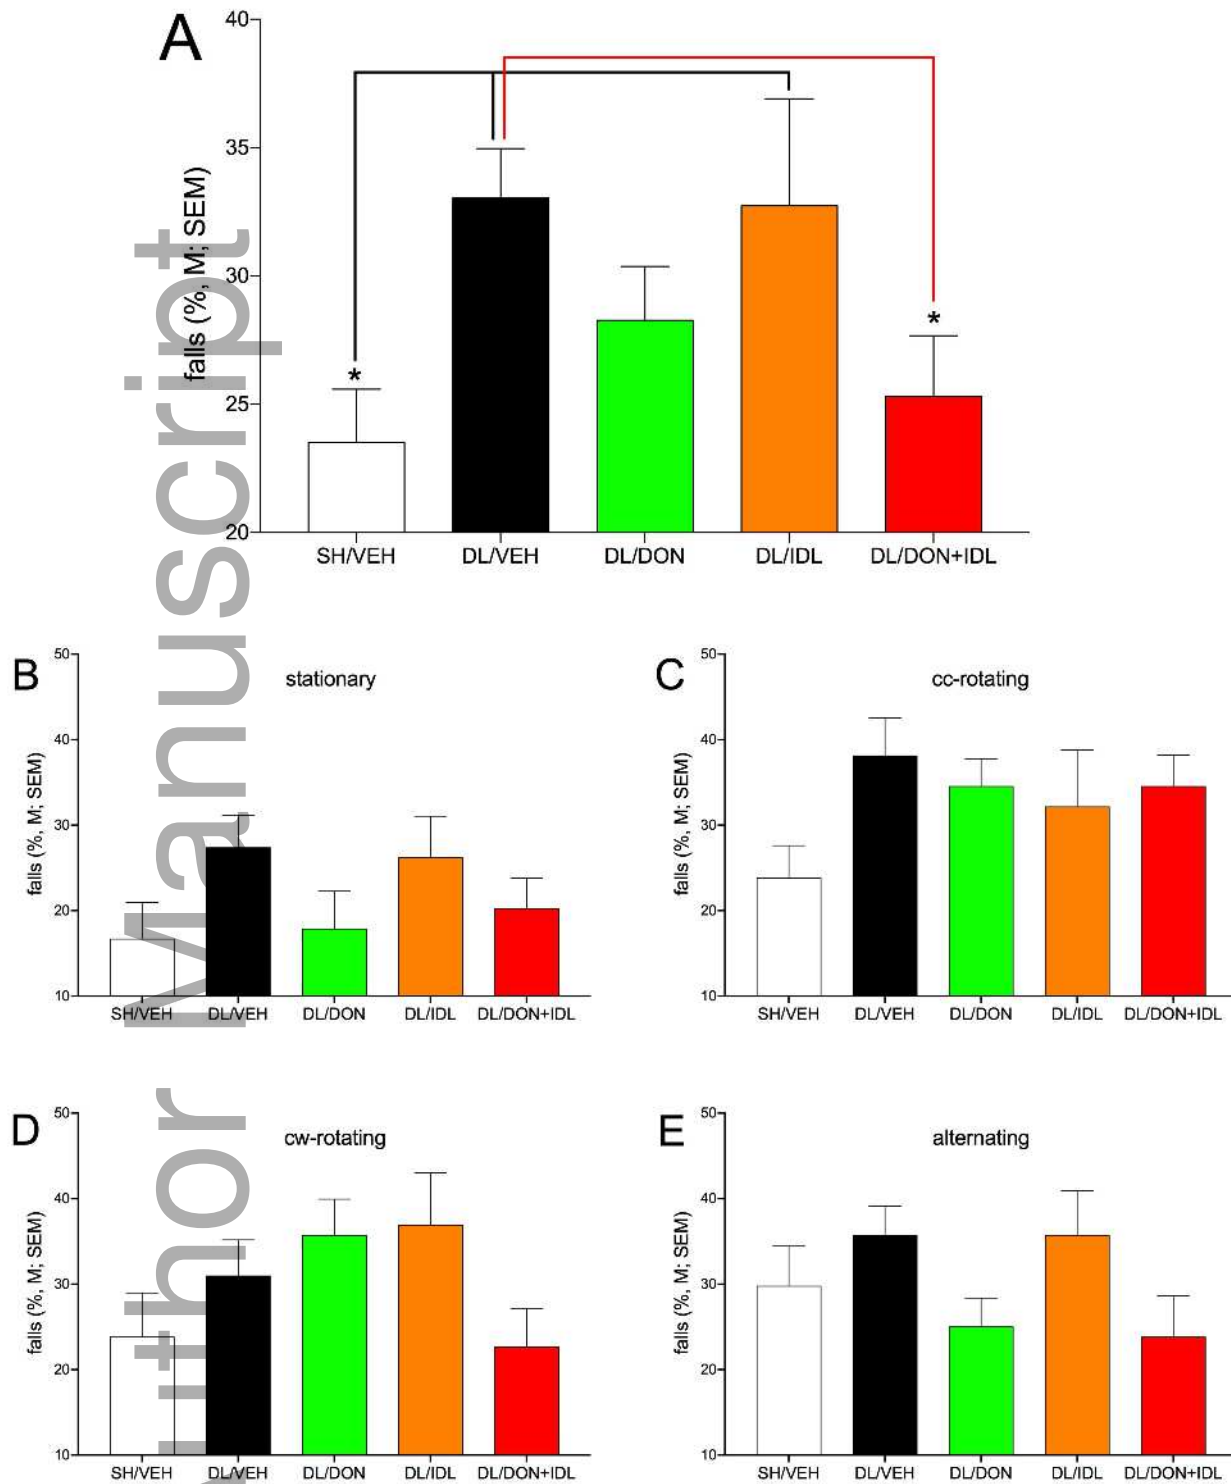 A
40
35
30
25
20
falls (%, M; SEM)
*
*
SH/VEH DL/VEH DL/DON DL/IDL DL/DON+IDL
B
stationary
50
40
30
20
10
falls (%, M; SEM)
SH/VEH DL/VEH DL/DON DL/IDL DL/DON+IDL
C
cc-rotating
50
40
30
20
10
falls (%, M; SEM)
SH/VEH DL/VEH DL/DON DL/IDL DL/DON+IDL
D
cw-rotating
50
40
30
20
10
falls (%, M; SEM)
SH/VEH DL/VEH DL/DON DL/IDL DL/DON+IDL
E
alternating
50
40
30
20
10
falls (%, M; SEM)
SH/VEH DL/VEH DL/DON DL/IDL DL/DON+IDL
Manuscript